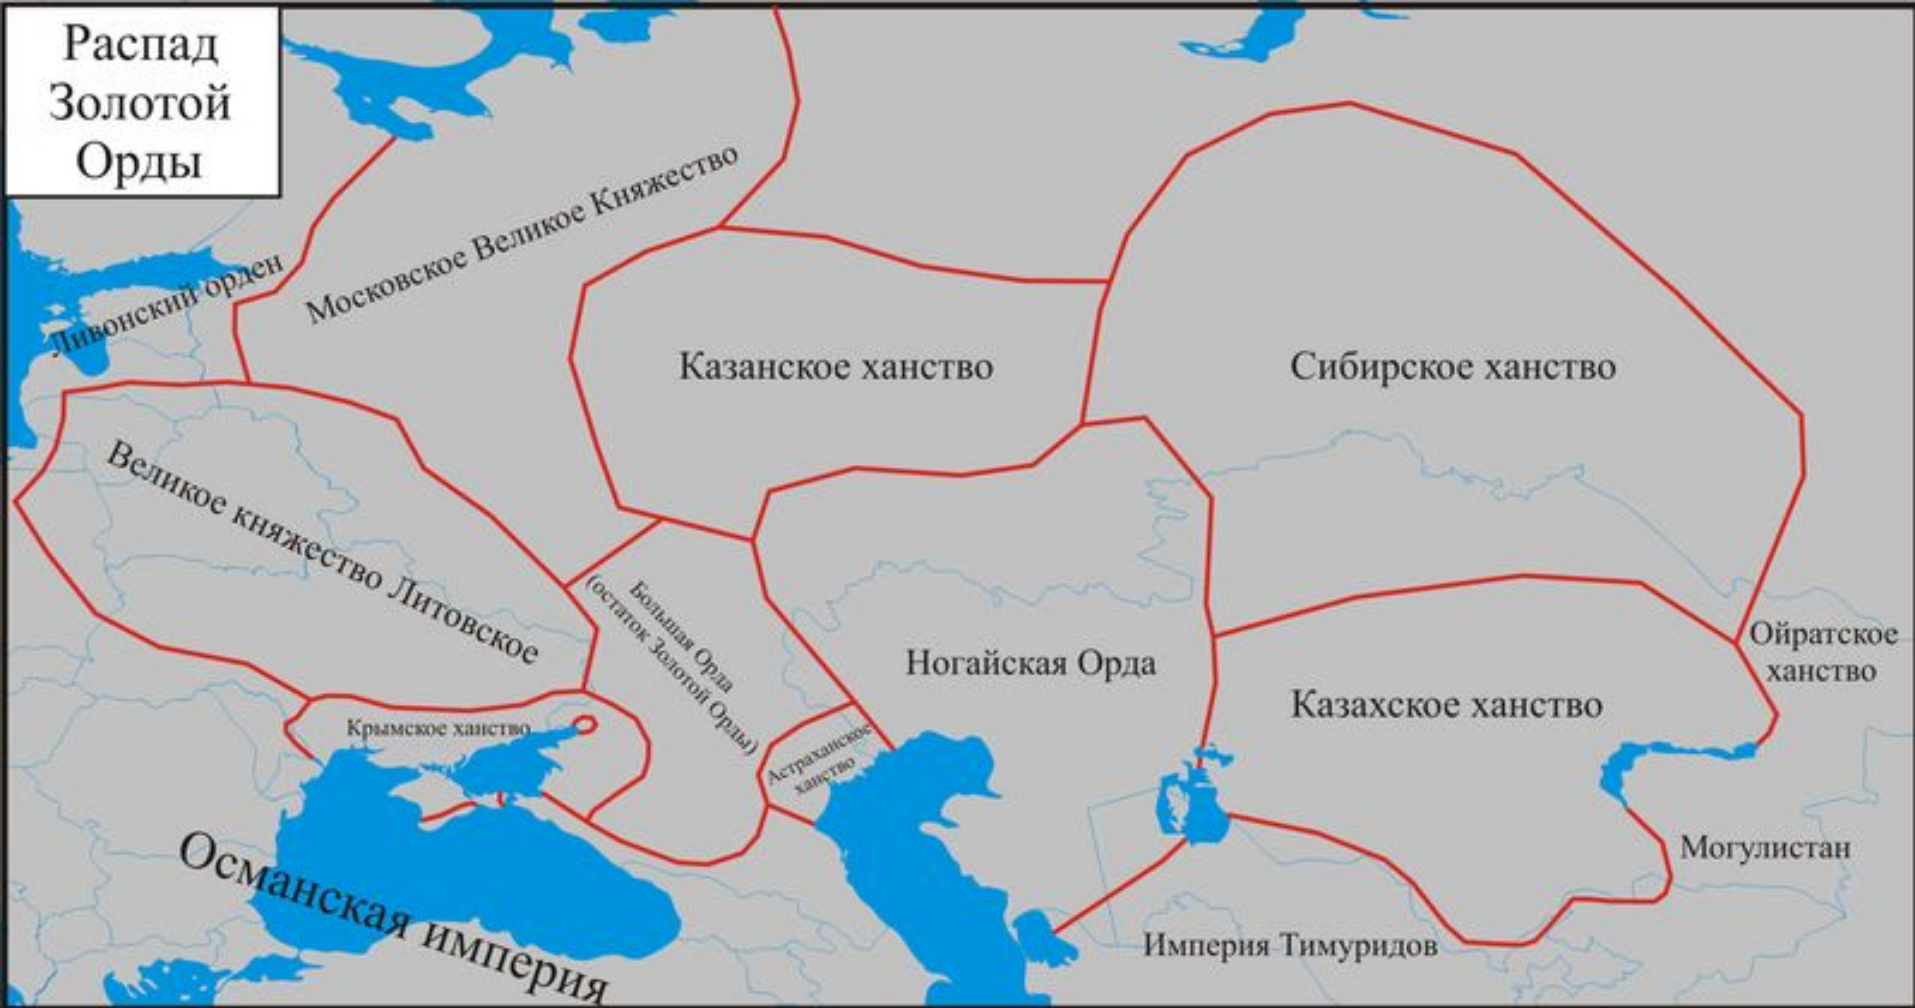 Распад
Золотой
Орды
Московское Великое Княжество
Ливонский орден
Казанское ханство
Сибирское ханство
Великое княжество Литовское
Большая Орда
(остаток Золотой Орды)
Ногайская Орда
Ойратское
ханство
Казахское ханство
Крымское ханство
Астраханское
ханство
Могулистан
Османская империя
Империя Тимуридов